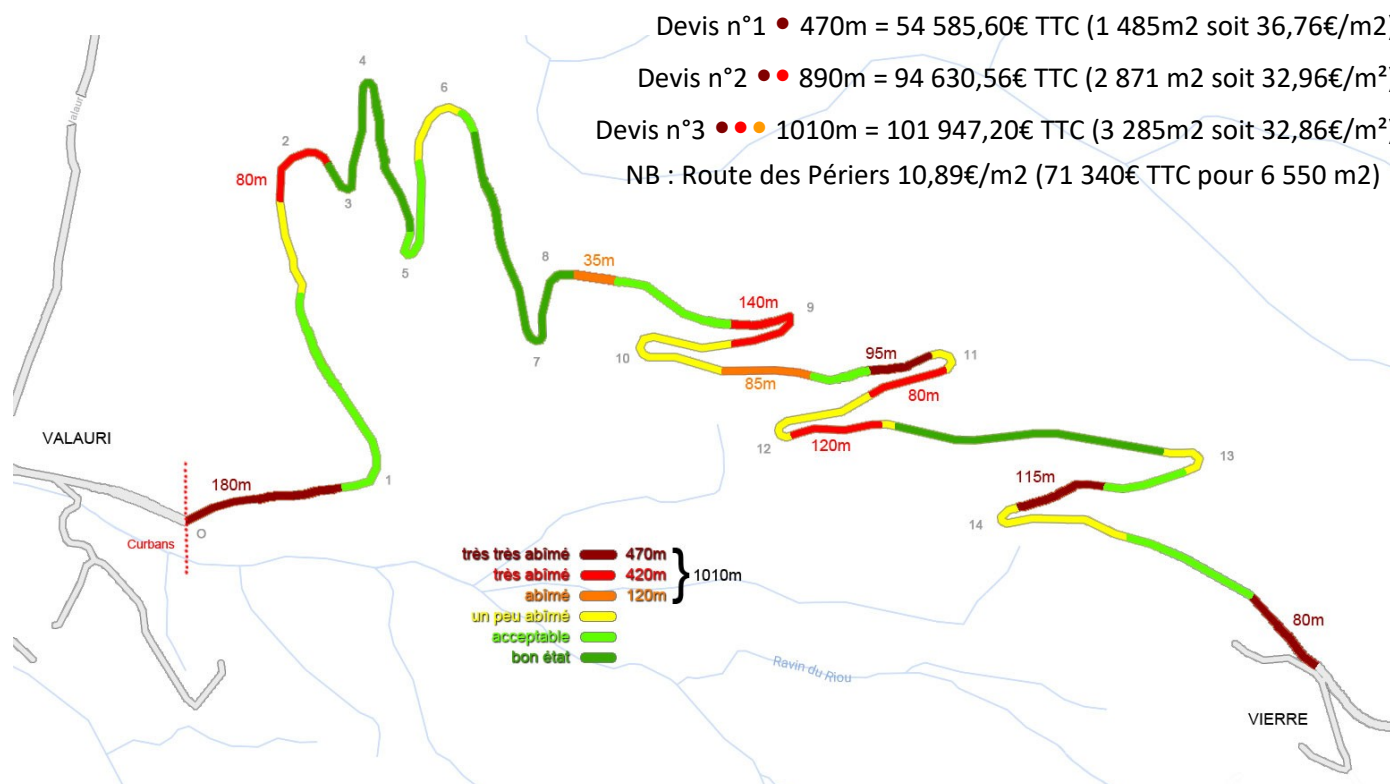 Devis n°1 • 470m = 54 585,60€ TTC (1 485m2 soit 36,76€/m2)
Devis n°2 •• 890m = 94 630,56€ TTC (2 871 m2 soit 32,96€/m²)
Devis n°3 ••• 1010m = 101 947,20€ TTC (3 285m2 soit 32,86€/m²)
NB : Route des Périers 10,89€/m2 (71 340€ TTC pour 6 550 m2)
Valauri
4
6
2
80m
3
5
8
35m
7
140m
9
10
85m
95m
11
80m
12
120m
13
115m
14
VALAURI
180m
1
O
Curbans
très très abîmé 470m
très abîmé 420m
abîmé 120m
1010m
un peu abîmé
acceptable
bon état
80m
Ravin du Riou
VIERRE